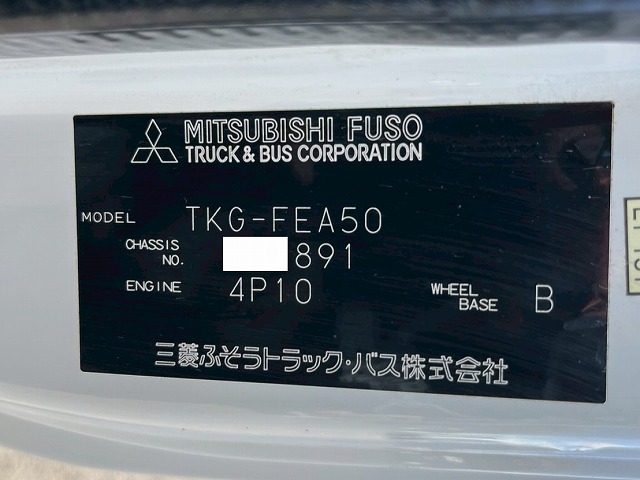 MITSUBISHI FUSO
TRUCK & BUS CORPORATION
MODEL TKG-FEA50
CHASSIS NO. 891
ENGINE 4P10 WHEEL BASE B
三菱ふそうトラック・バス株式会社